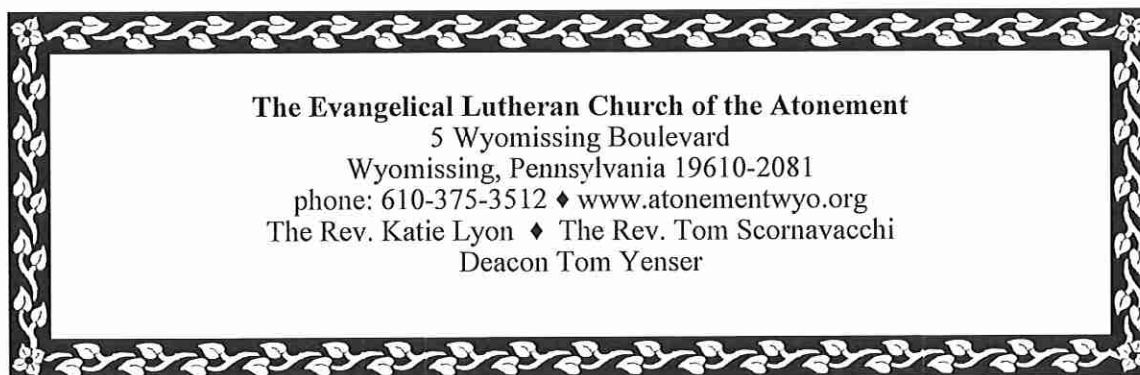 The Evangelical Lutheran Church of the Atonement
5 Wyomissing Boulevard
Wyomissing, Pennsylvania 19610-2081
phone: 610-375-3512 ♦ www.atonementwyo.org
The Rev. Katie Lyon ♦ The Rev. Tom Scornavacchi
Deacon Tom Yenser